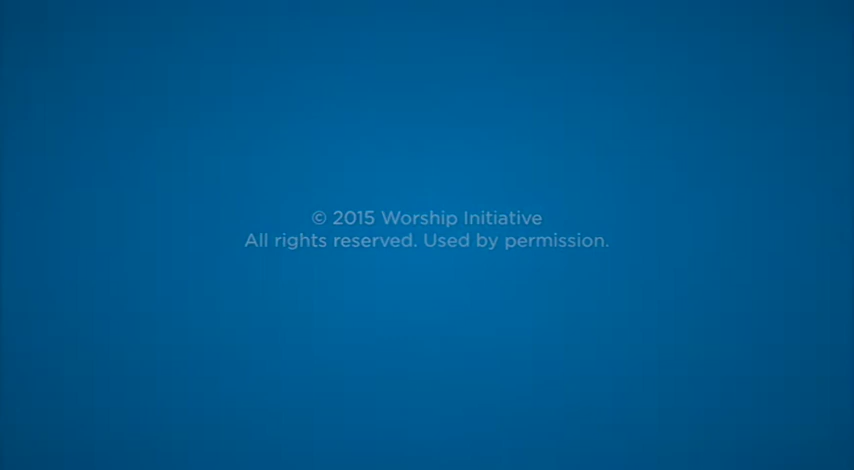 © 2015 Worship Initiative
All rights reserved. Used by permission.